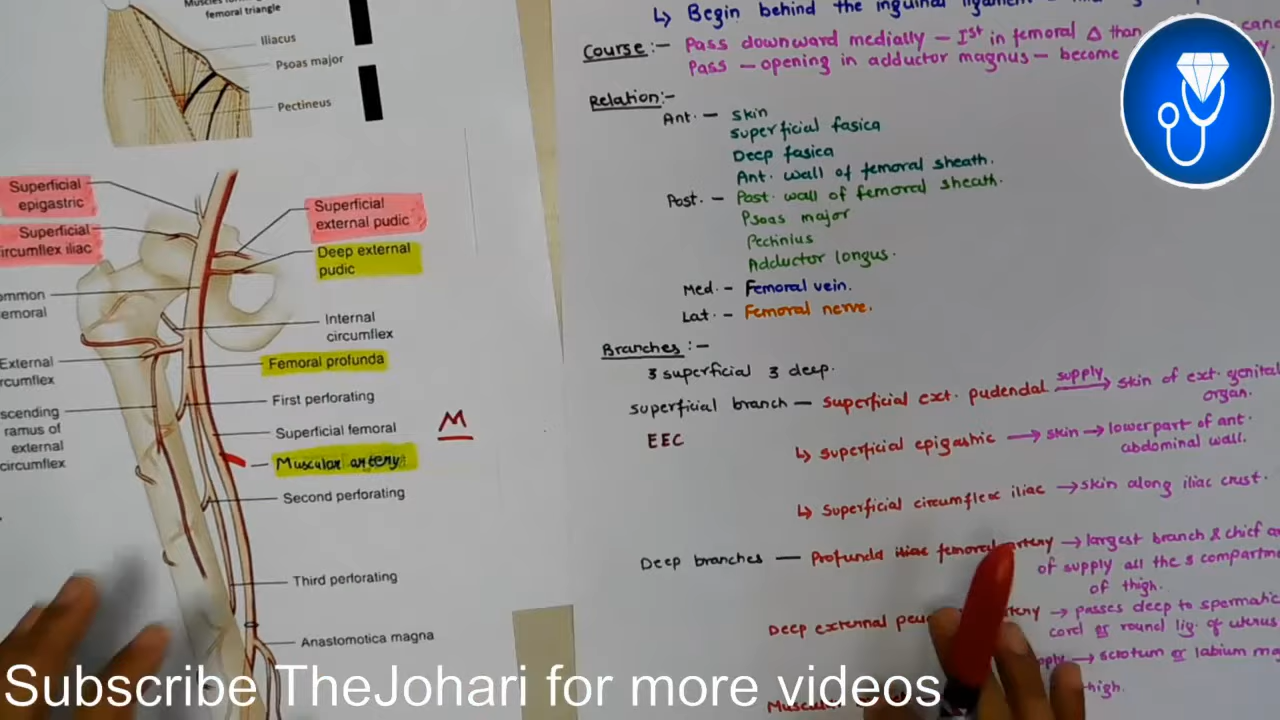 femoral triangle
Iliacus
Psoas major
Pectineus
Superficial
epigastric
Superficial
circumflex iliac
Superficial
external pudic
Deep external
pudic
Internal
circumflex
External
Femoral profunda
First perforating
ramus of
external
circumflex
Superficial femoral
M
Muscular artery
Second perforating
Third perforating
Anastomotica magna
↳ Begin behind the inguinal ligament
Course :- Pass downward medially - Ist in femoral Δ than
Pass - opening in adductor magnus - become
Relation:-
Ant. - skin
superficial fasica
Deep fasica
Ant. wall of femoral sheath.
Post. - Post. wall of femoral sheath.
Psoas major
Pectinius
Adductor longus.
Med. - Femoral vein.
Lat. - Femoral nerve.
Branches :-
3 superficial 3 deep.
superficial branch - superficial ext. pudendal supply → skin of ext. genital
organ.
EEC
↳ superficial epigastric → skin → lower part of ant.
abdominal wall.
↳ superficial circumflex iliac → skin along iliac crust.
Deep branches - Profunda iliac femoral artery → largest branch & chief
of supply all the 3
of thigh.
Deep external → passes deep to spermatic
cord or round lig. of uterus
→ scrotum or labium
thigh.
Subscribe TheJohari for more videos